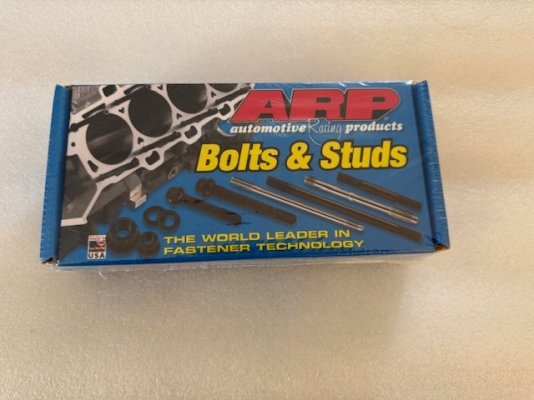 ARP
automotive Racing products
Bolts & Studs
THE WORLD LEADER IN
FASTENER TECHNOLOGY
USA